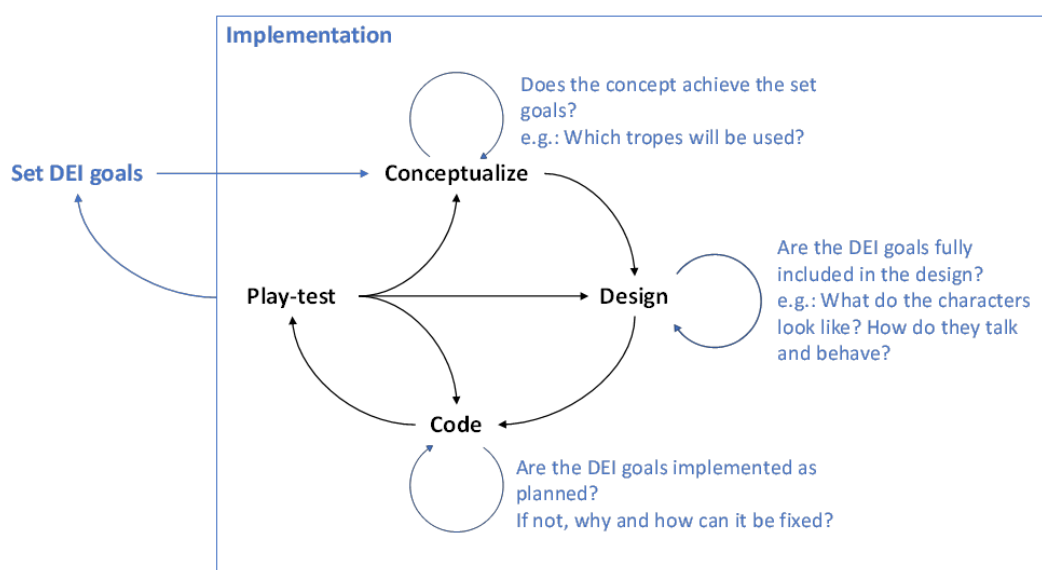 Implementation
Does the concept achieve the set
goals?
e.g.: Which tropes will be used?
Set DEI goals
Conceptualize
Are the DEI goals fully
included in the design?
e.g.: What do the characters
look like? How do they talk
and behave?
Play-test
Design
Code
Are the DEI goals implemented as
planned?
If not, why and how can it be fixed?